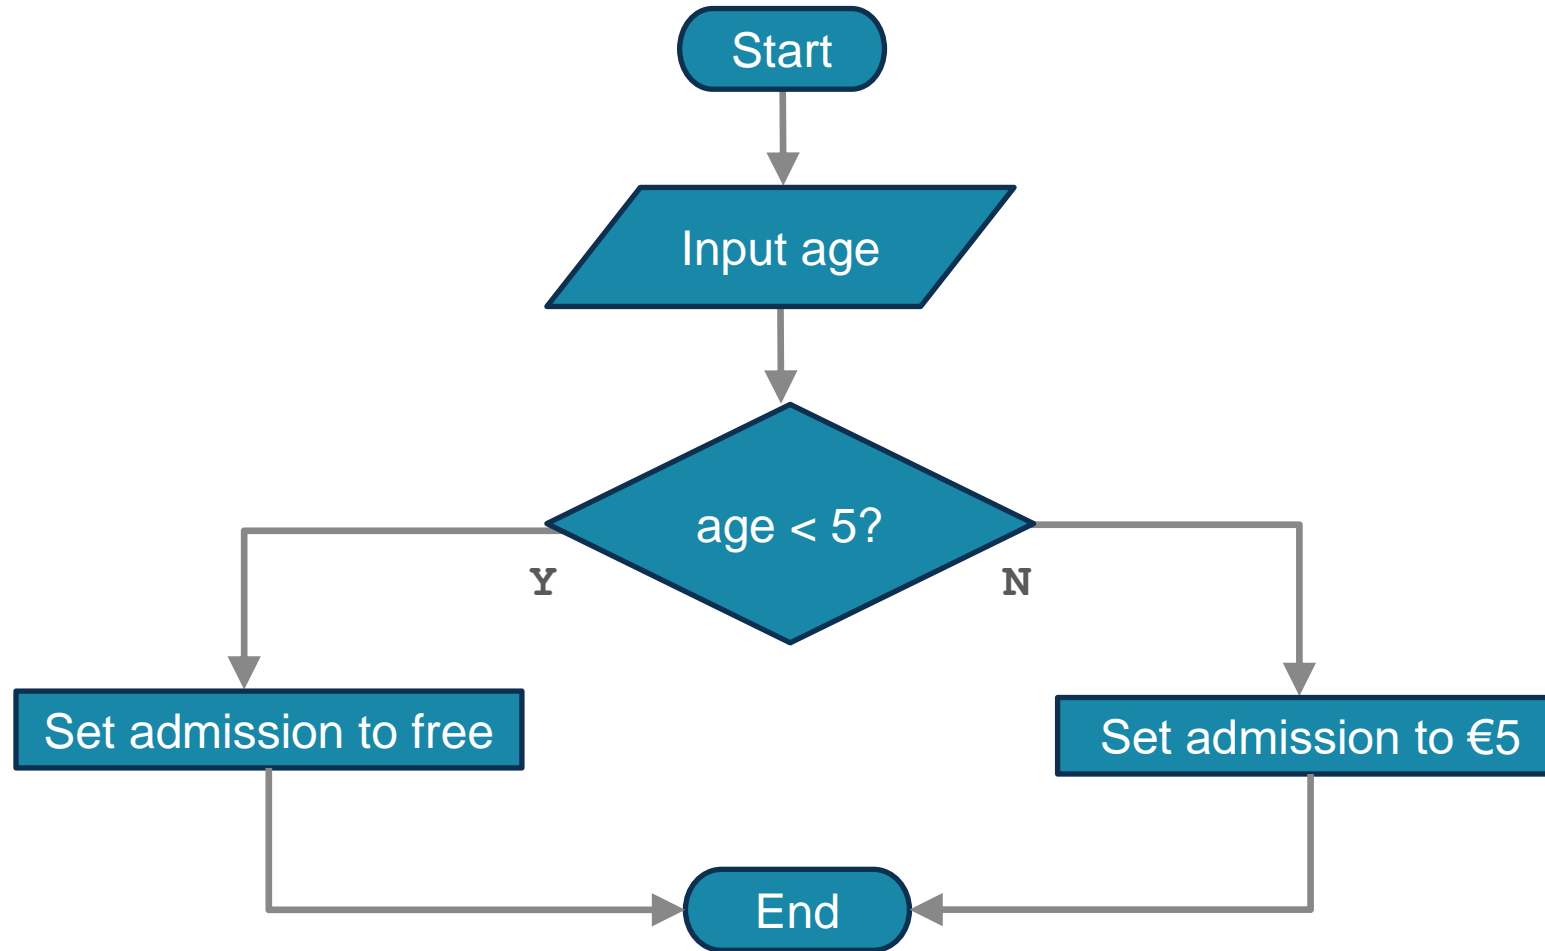 Start
Input age
age < 5?
Y
N
Set admission to free
Set admission to €5
End